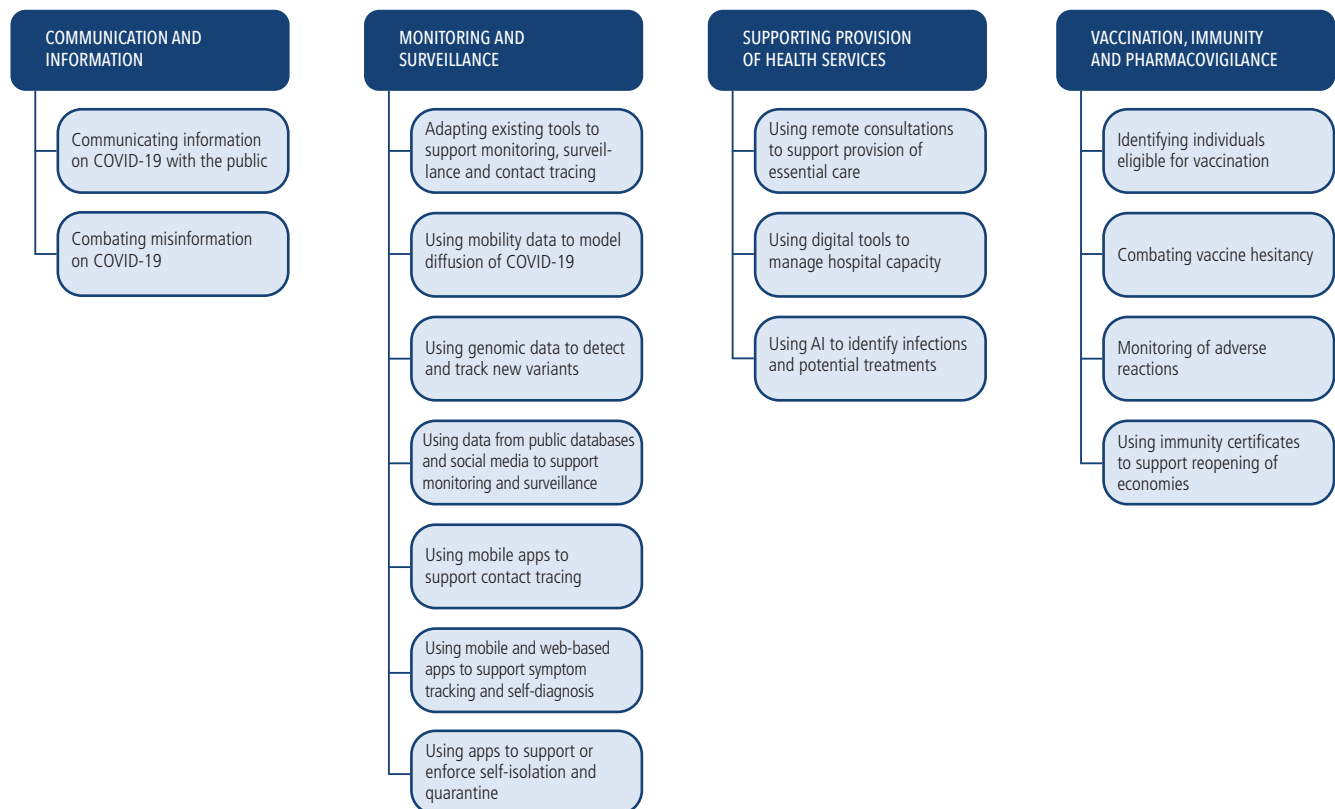 COMMUNICATION AND
INFORMATION
Communicating information
on COVID-19 with the public
Combating misinformation
on COVID-19
MONITORING AND
SURVEILLANCE
Adapting existing tools to
support monitoring, surveil-
lance and contact tracing
Using mobility data to model
diffusion of COVID-19
Using genomic data to detect
and track new variants
Using data from public databases
and social media to support
monitoring and surveillance
Using mobile apps to
support contact tracing
Using mobile and web-based
apps to support symptom
tracking and self-diagnosis
Using apps to support or
enforce self-isolation and
quarantine
SUPPORTING PROVISION
OF HEALTH SERVICES
Using remote consultations
to support provision of
essential care
Using digital tools to
manage hospital capacity
Using AI to identify infections
and potential treatments
VACCINATION, IMMUNITY
AND PHARMACOVIGILANCE
Identifying individuals
eligible for vaccination
Combating vaccine hesitancy
Monitoring of adverse
reactions
Using immunity certificates
to support reopening of
economies